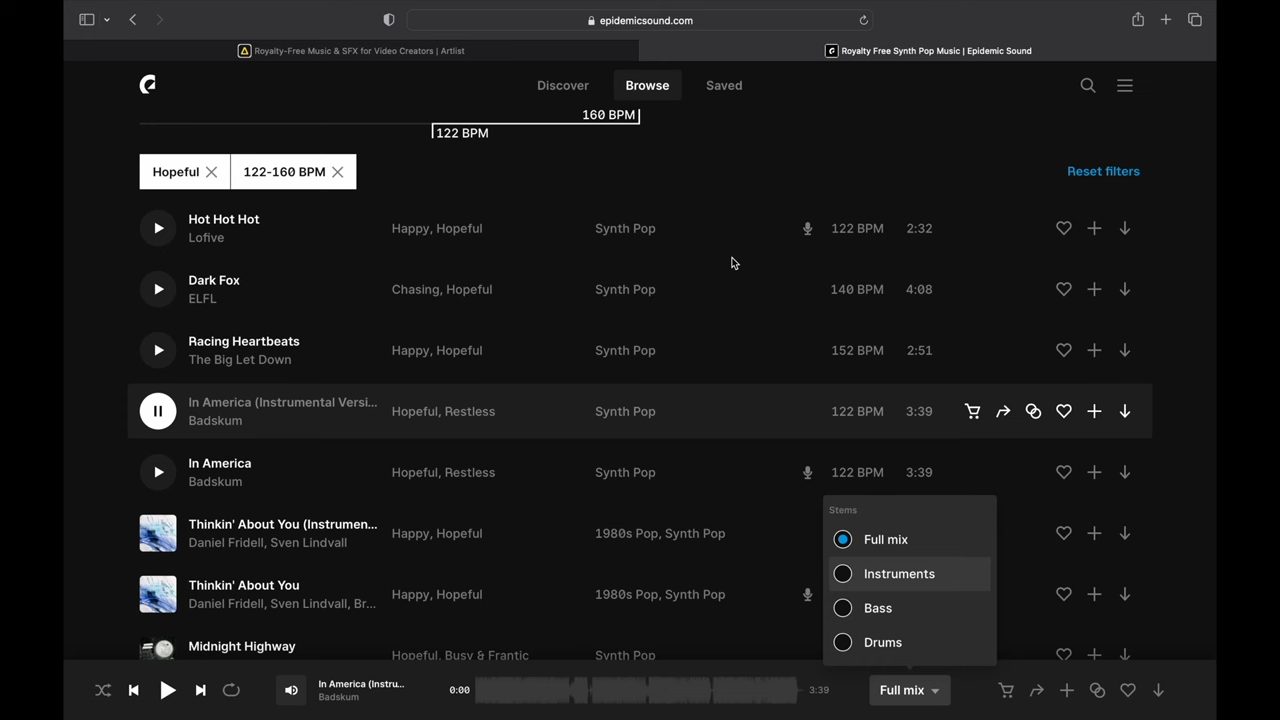 epidemicsound.com
Royalty-Free Music & SFX for Video Creators | Artlist
Royalty Free Synth Pop Music | Epidemic Sound
Discover
Browse
Saved
160 BPM
122 BPM
Hopeful
122-160 BPM
Reset filters
Hot Hot Hot
Lofive
Happy, Hopeful
Synth Pop
122 BPM
2:32
Dark Fox
ELFL
Chasing, Hopeful
Synth Pop
140 BPM
4:08
Racing Heartbeats
The Big Let Down
Happy, Hopeful
Synth Pop
152 BPM
2:51
In America (Instrumental Versi...
Badskum
Hopeful, Restless
Synth Pop
122 BPM
3:39
In America
Badskum
Hopeful, Restless
Synth Pop
122 BPM
3:39
Thinkin' About You (Instrumen...
Daniel Fridell, Sven Lindvall
Happy, Hopeful
1980s Pop, Synth Pop
Thinkin' About You
Daniel Fridell, Sven Lindvall, Br...
Happy, Hopeful
1980s Pop, Synth Pop
Midnight Highway
Hopeful, Busy & Frantic
Synth Pop
Stems
Full mix
Instruments
Bass
Drums
In America (Instru...
Badskum
0:00
3:39
Full mix